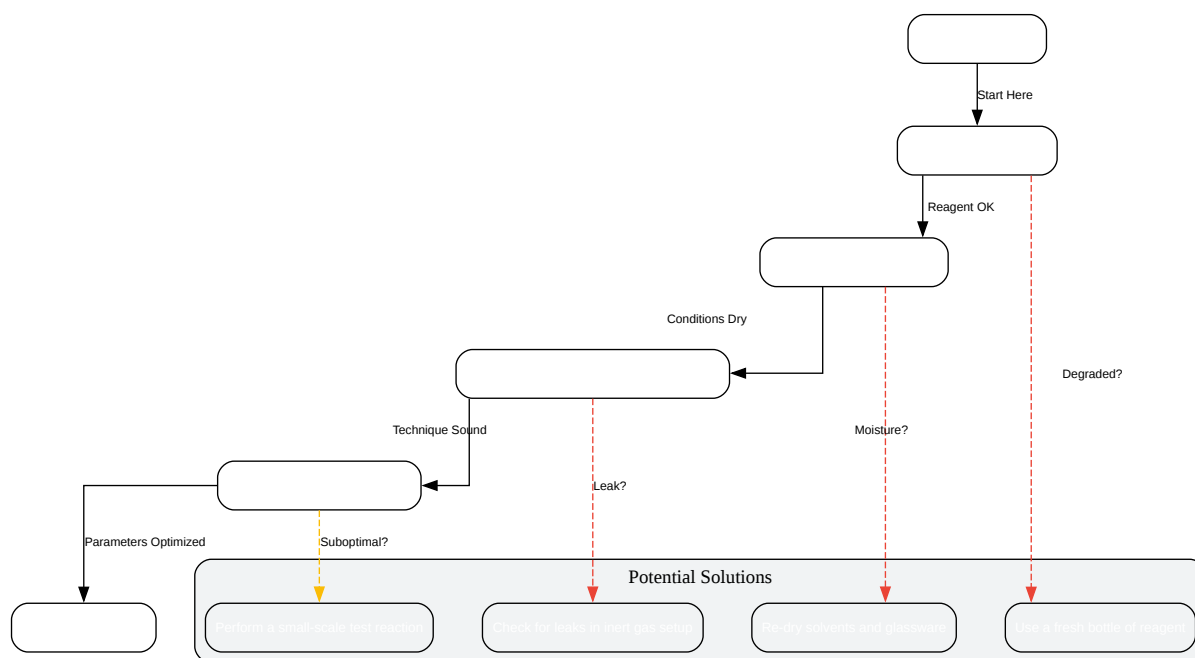 Start Here
Reagent OK
Conditions Dry
Degraded?
Technique Sound
Moisture?
Leak?
Parameters Optimized
Suboptimal?
Potential Solutions
Perform a small-scale test reaction
Check for leaks in inert gas setup
Re-dry solvents and glassware
Use a fresh bottle of reagent